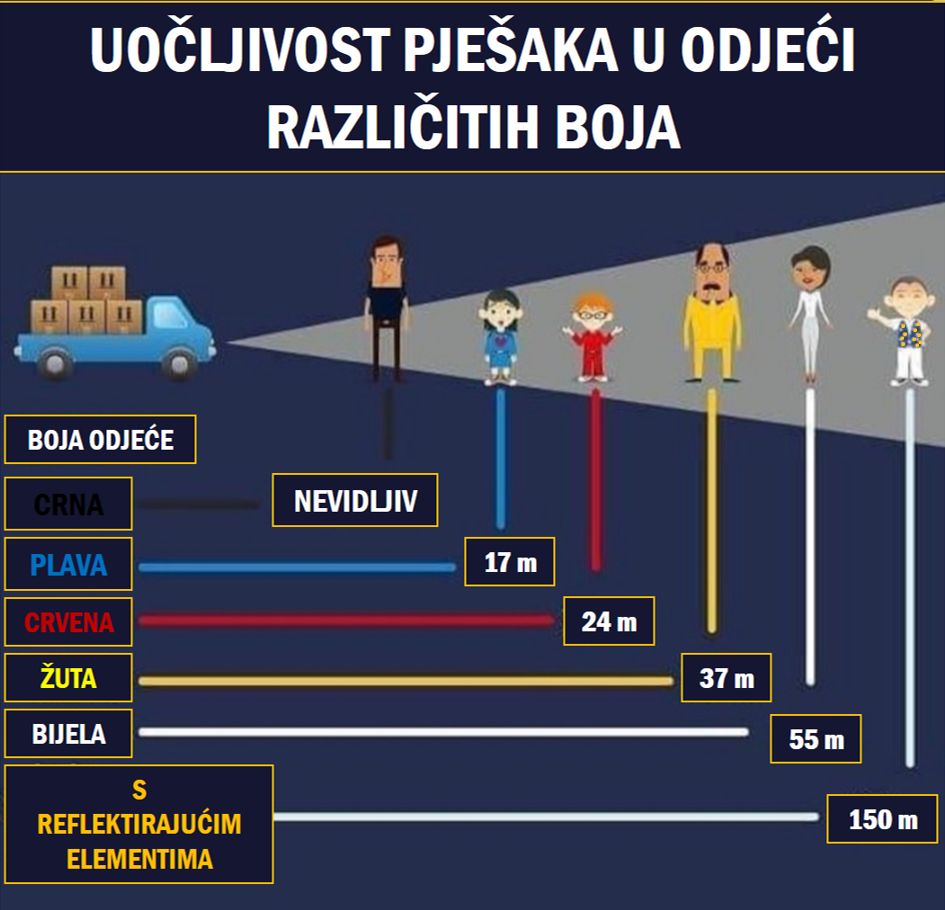 UOČLJIVOST PJEŠAKA U ODJEĆI
RAZLIČITIH BOJA
BOJA ODJEĆE
CRNA
NEVIDLJIV
PLAVA
17 m
CRVENA
24 m
ŽUTA
37 m
BIJELA
55 m
S
REFLEKTIRAJUĆIM
ELEMENTIMA
150 m